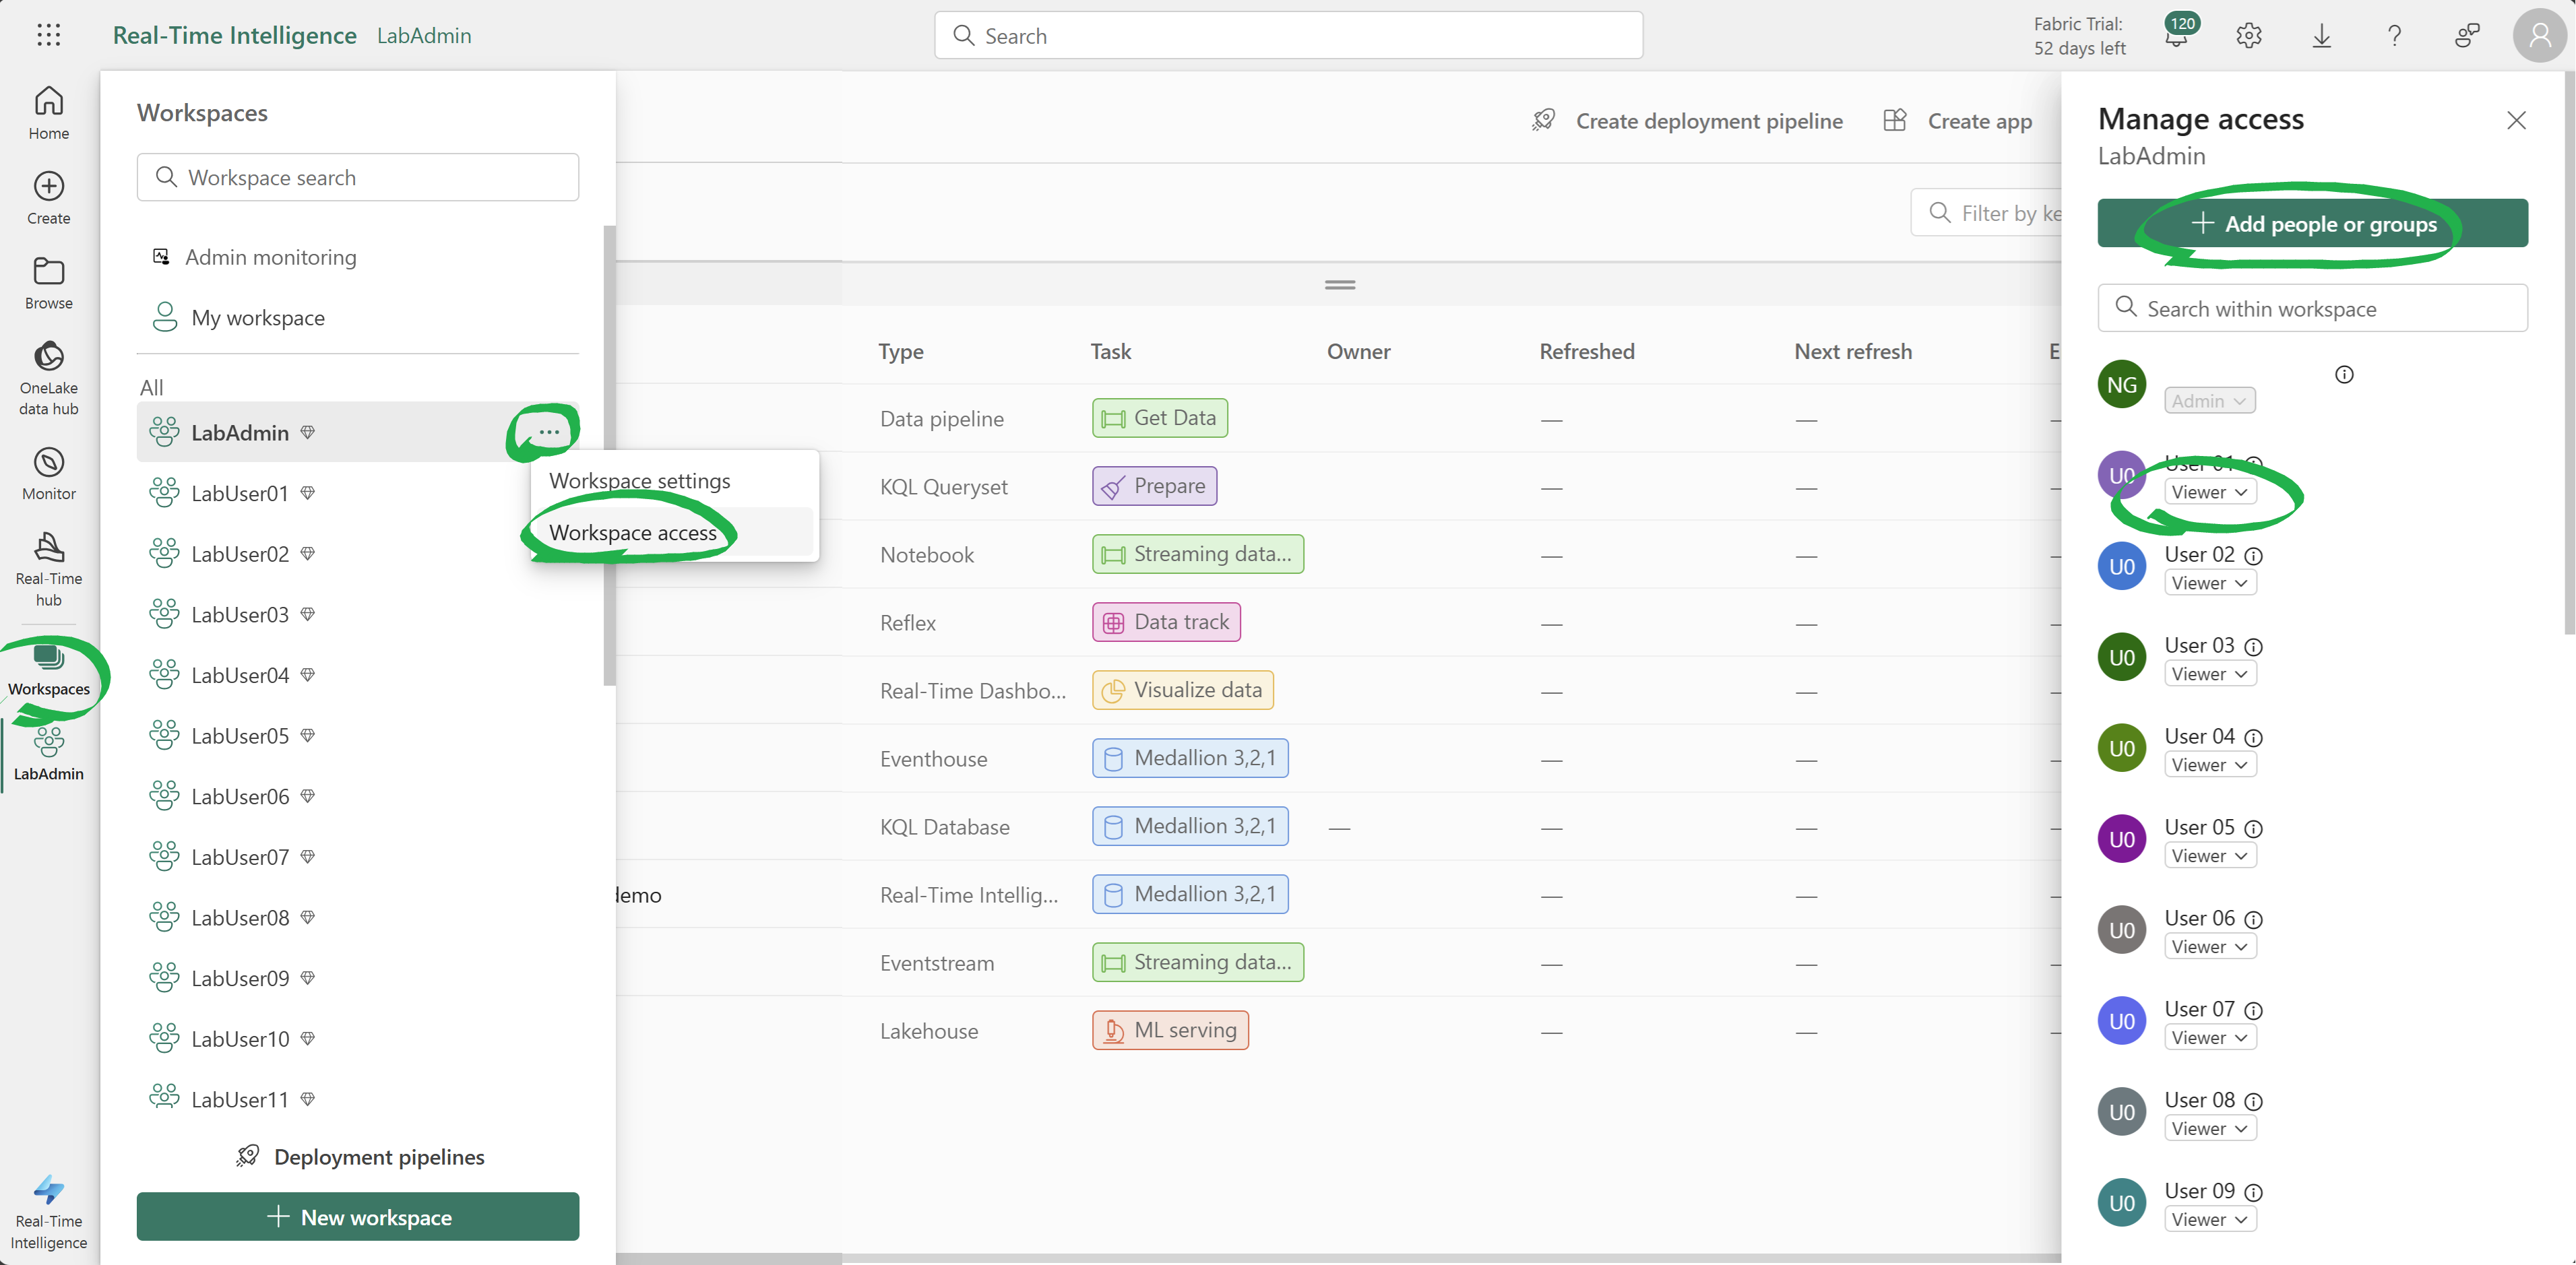 Real-Time Intelligence LabAdmin
Search
Fabric Trial:
52 days left
120
Home
Create
Browse
OneLake
data hub
Monitor
Real-Time
hub
Workspaces
LabAdmin
Real-Time
Intelligence
Workspaces
Workspace search
Admin monitoring
My workspace
All
LabAdmin
LabUser01
LabUser02
LabUser03
LabUser04
LabUser05
LabUser06
LabUser07
LabUser08
LabUser09
LabUser10
LabUser11
Deployment pipelines
New workspace
Workspace settings
Workspace access
Create deployment pipeline
Create app
Filter by ke
Type Task Owner Refreshed Next refresh E
Data pipeline Get Data — — —
KQL Queryset Prepare — — —
Notebook Streaming data... — — —
Reflex Data track — — —
Real-Time Dashbo... Visualize data — — —
Eventhouse Medallion 3,2,1 — — —
KQL Database Medallion 3,2,1 — — — —
demo Real-Time Intellig... Medallion 3,2,1 — — —
Eventstream Streaming data... — — —
Lakehouse ML serving — — —
Manage access
LabAdmin
Add people or groups
Search within workspace
NG
Admin
U0 User 01
Viewer
U0 User 02
Viewer
U0 User 03
Viewer
U0 User 04
Viewer
U0 User 05
Viewer
U0 User 06
Viewer
U0 User 07
Viewer
U0 User 08
Viewer
U0 User 09
Viewer